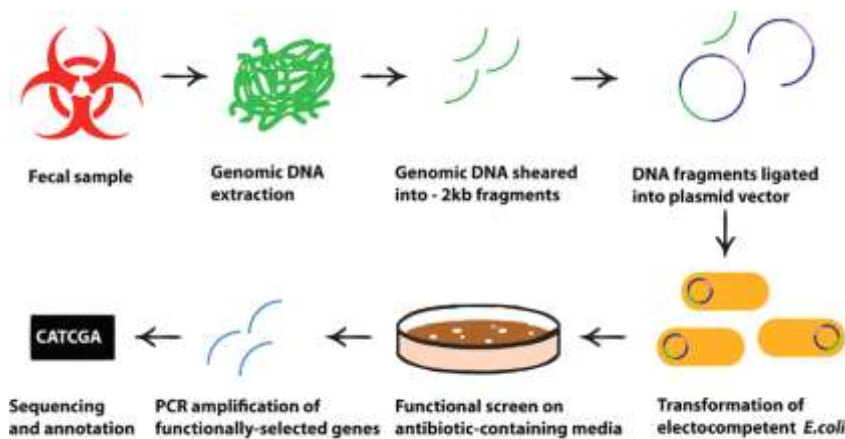 Fecal sample
Genomic DNA
extraction
Genomic DNA sheared
into - 2kb fragments
DNA fragments ligated
into plasmid vector
CATCGA
Sequencing
and annotation
PCR amplification of
functionally-selected genes
Functional screen on
antibiotic-containing media
Transformation of
electocompetent E.coli